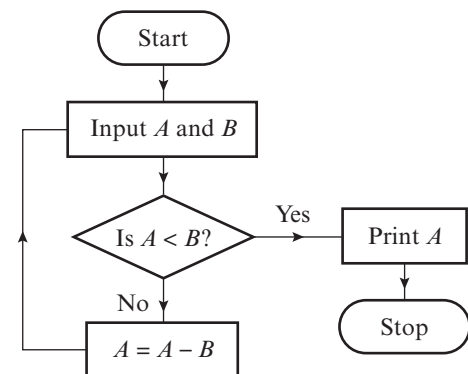 Start
Input A and B
Is A < B?
Yes
Print A
No
Stop
A = A − B